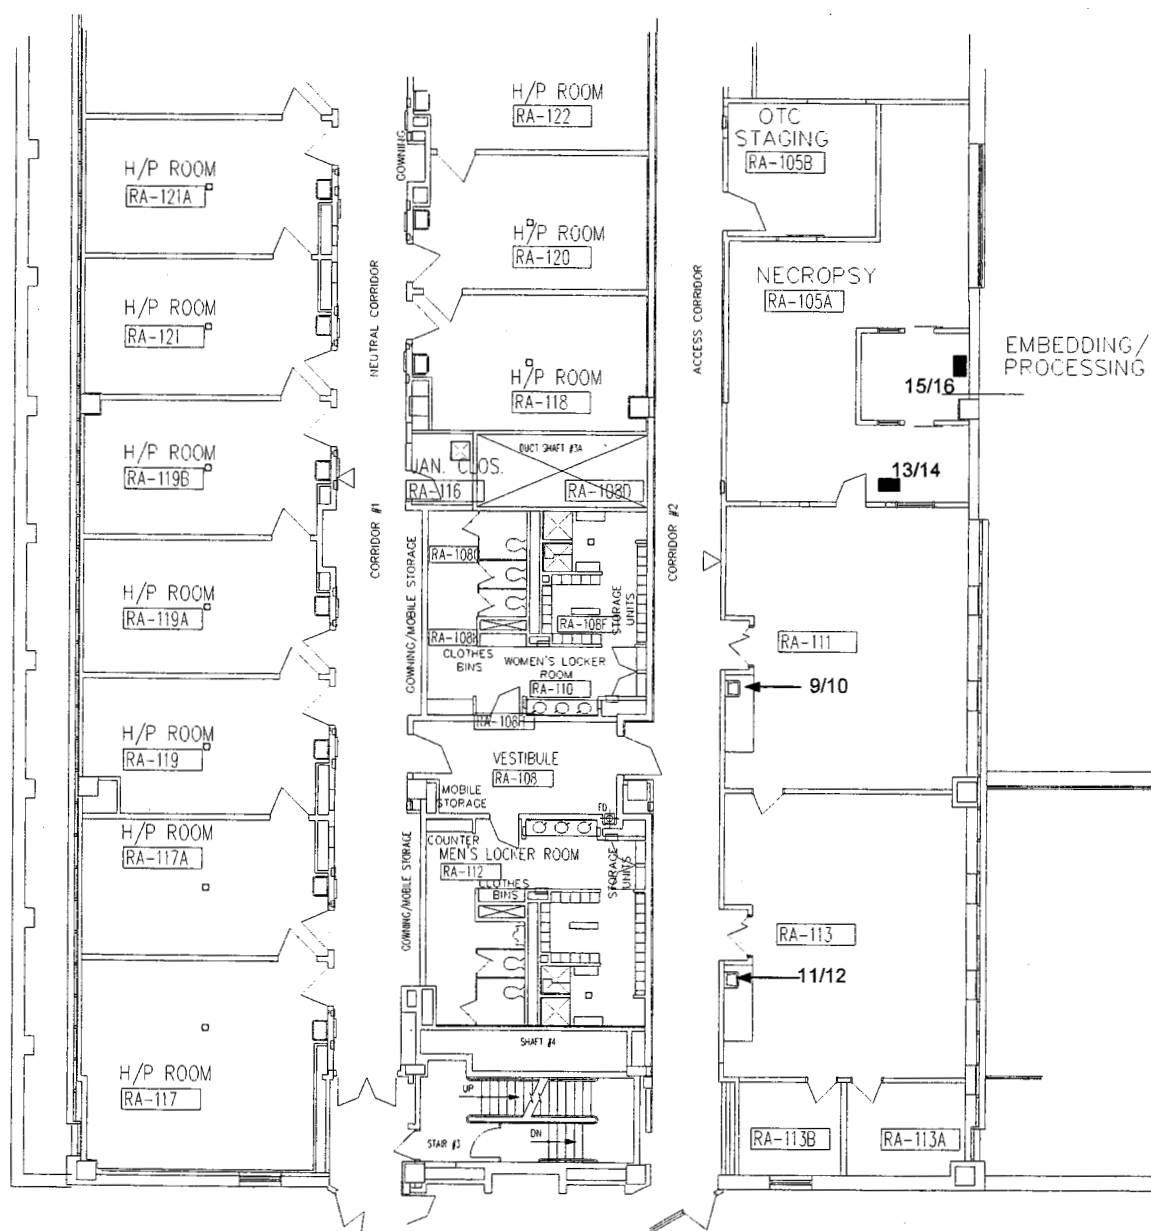 H/P ROOM
RA-122
OTC
STAGING
RA-105B
GOWNING
H/P ROOM
RA-121A
H/P ROOM
RA-120
NECROPSY
RA-105A
H/P ROOM
RA-121
NEUTRAL CORRIDOR
ACCESS CORRIDOR
EMBEDDING/
PROCESSING
15/16
H/P ROOM
RA-118
DUCT SHAFT #3A
H/P ROOM
RA-119B
JAN. CLOS.
RA-116
RA-108D
13/14
CORRIDOR #1
CORRIDOR #2
GOWNING/MOBILE STORAGE
RA-108C
H/P ROOM
RA-119A
STORAGE
UNITS
RA-108F
RA-111
CLOTHES
BINS
WOMEN'S LOCKER
ROOM
RA-110
9/10
RA-108H
H/P ROOM
RA-119
VESTIBULE
RA-108
MOBILE
STORAGE
FD
H/P ROOM
RA-117A
COUNTER
MEN'S LOCKER ROOM
RA-112
CLOTHES
BINS
STORAGE
UNITS
GOWNING/MOBILE STORAGE
RA-113
11/12
SHAFT #4
H/P ROOM
RA-117
UP
DN
STAIR #3
RA-113B
RA-113A